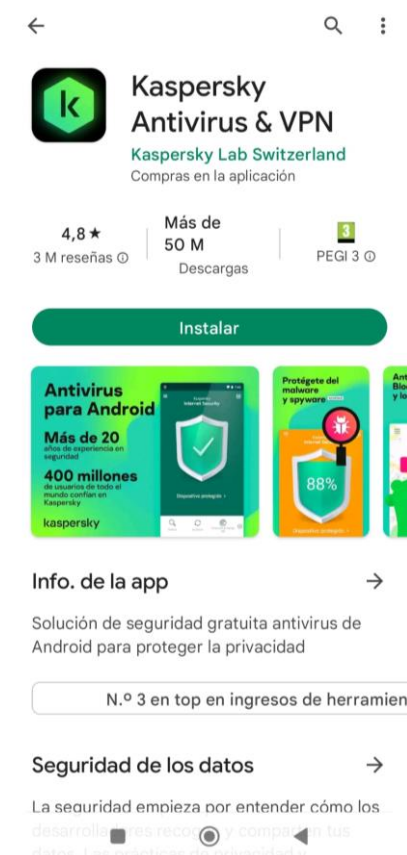 Kaspersky
Antivirus & VPN
Kaspersky Lab Switzerland
Compras en la aplicación
4,8★
3 M reseñas
Más de
50 M
Descargas
3
PEGI 3
Instalar
Antivirus
para Android
Más de 20
años de experiencia en
seguridad
400 millones
de usuarios de todo el
mundo confían en
Kaspersky
kaspersky
Protégete del
malware
y spyware
88%
Info. de la app
Solución de seguridad gratuita antivirus de
Android para proteger la privacidad
N.º 3 en top en ingresos de herramien
Seguridad de los datos
La seguridad empieza por entender cómo los